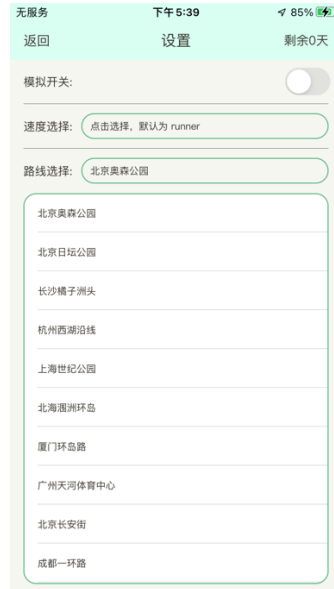 无服务 下午5:39 85%
返回 设置 剩余0天
模拟开关:
速度选择: 点击选择，默认为 runner
路线选择: 北京奥森公园
北京奥森公园
北京日坛公园
长沙橘子洲头
杭州西湖沿线
上海世纪公园
北海涠洲环岛
厦门环岛路
广州天河体育中心
北京长安街
成都一环路